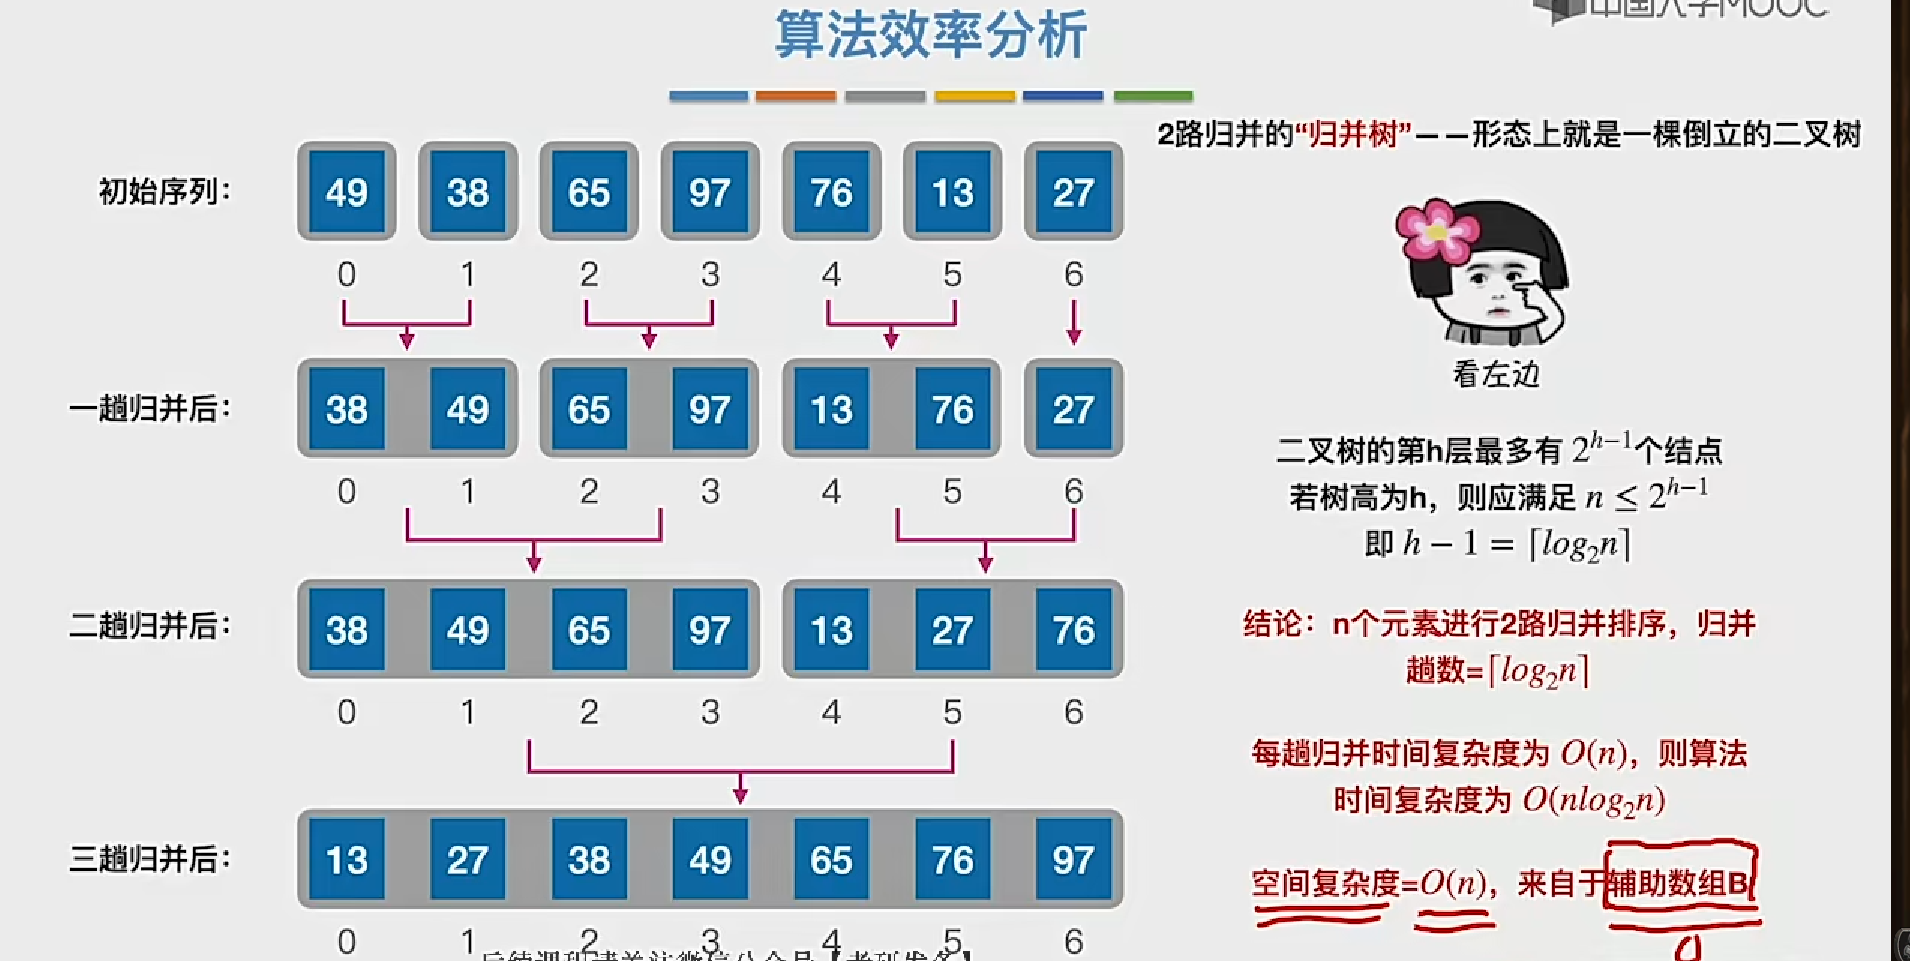 算法效率分析
中国大学MOOC
2路归并的“归并树”——形态上就是一棵倒立的二叉树
初始序列：
49 38 65 97 76 13 27
0 1 2 3 4 5 6
看左边
一趟归并后：
38 49 65 97 13 76 27
0 1 2 3 4 5 6
二叉树的第h层最多有 2^{h−1}个结点
若树高为h，则应满足 n ≤ 2^{h−1}
即 h − 1 = ⌈log₂n⌉
二趟归并后：
38 49 65 97 13 27 76
0 1 2 3 4 5 6
结论：n个元素进行2路归并排序，归并
趟数=⌈log₂n⌉
每趟归并时间复杂度为 O(n)，则算法
时间复杂度为 O(nlog₂n)
三趟归并后：
13 27 38 49 65 76 97
0 1 2 3 4 5 6
空间复杂度=O(n)，来自于辅助数组B